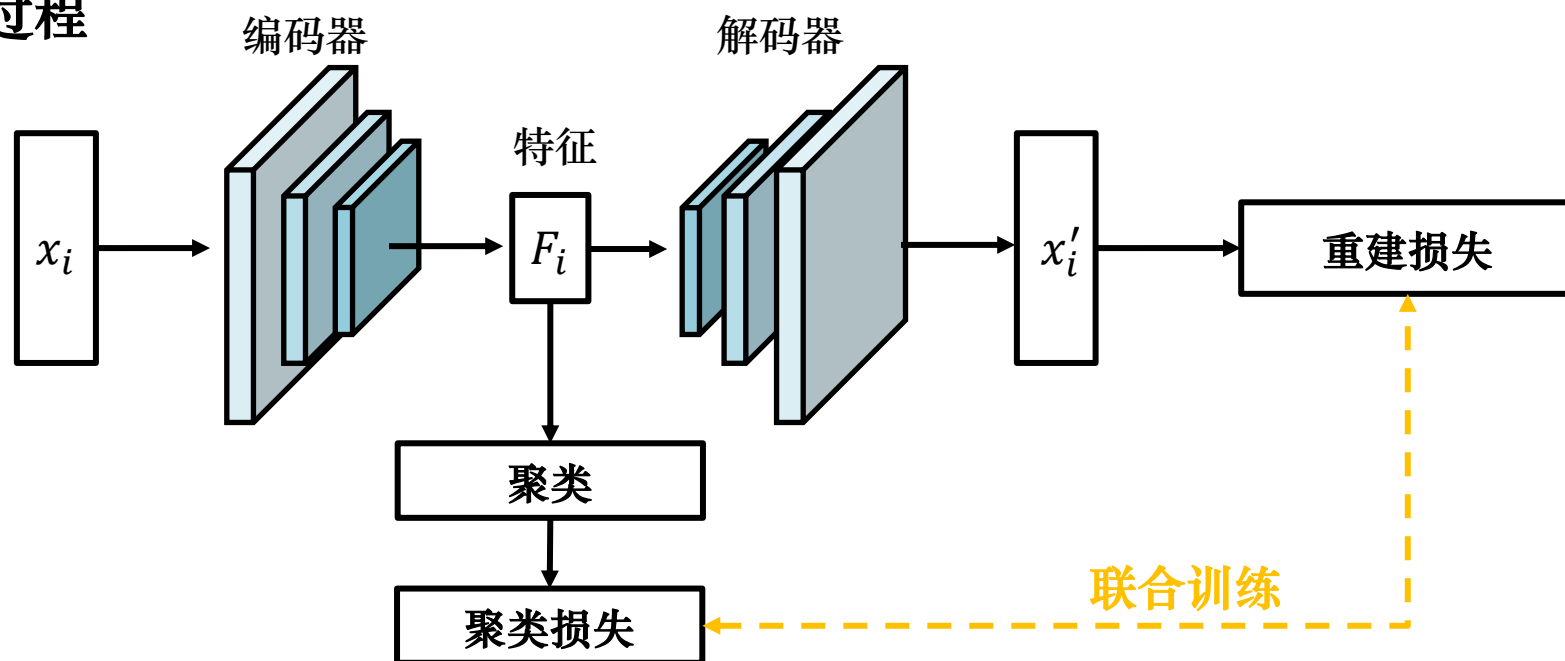 过程
编码器
解码器
特征
x_i
F_i
x_i'
重建损失
聚类
联合训练
聚类损失